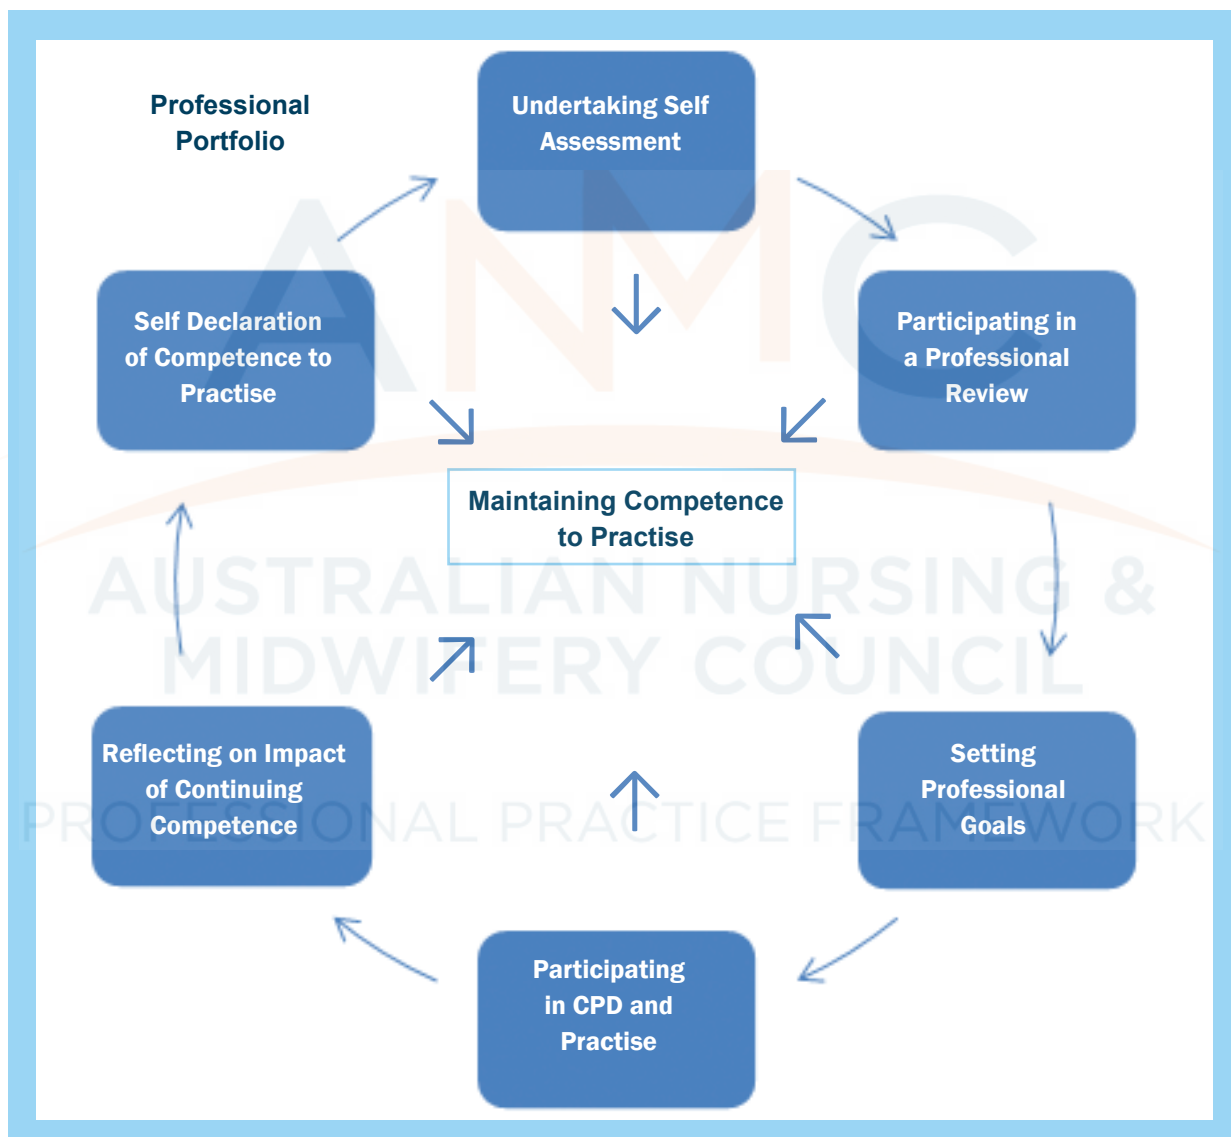 Professional
Portfolio
Undertaking Self
Assessment
Participating in
a Professional
Review
Setting
Professional
Goals
Participating
in CPD and
Practise
Reflecting on Impact
of Continuing
Competence
Self Declaration
of Competence to
Practise
Maintaining Competence
to Practise
ANMC
AUSTRALIAN NURSING &
MIDWIFERY COUNCIL
PROFESSIONAL PRACTICE FRAMEWORK